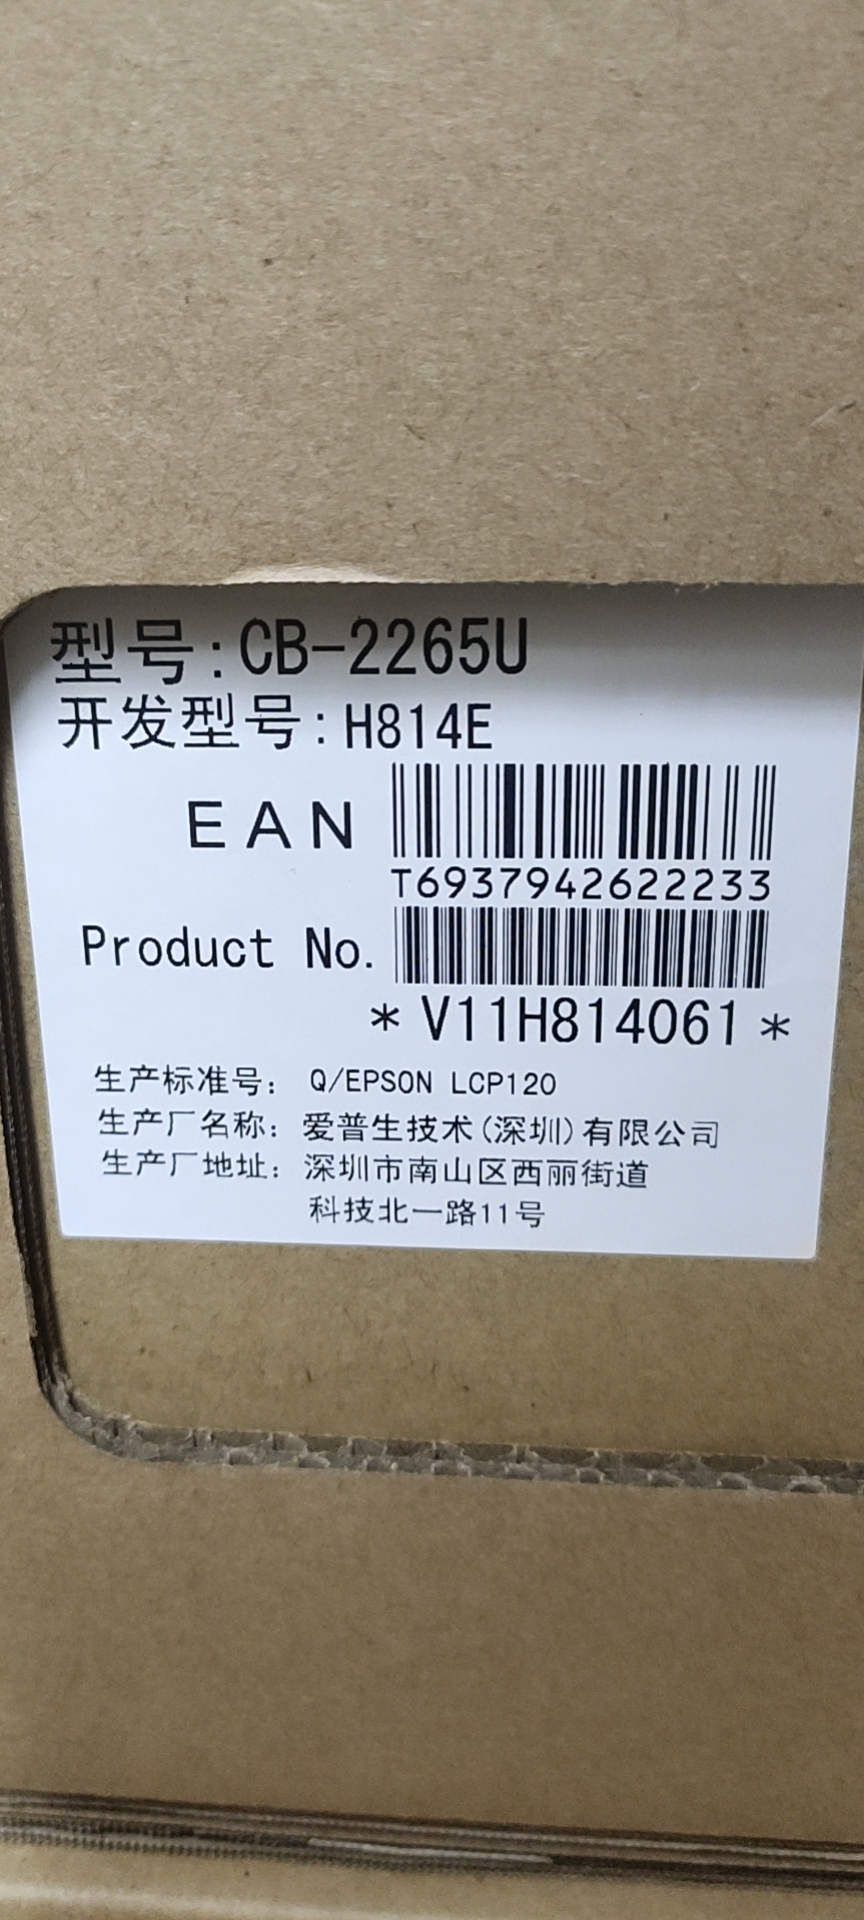 型号:CB-2265U
开发型号:H814E
EAN
T6937942622233
Product No.
*V11H814061*
生产标准号: Q/EPSON LCP120
生产厂名称: 爱普生技术(深圳)有限公司
生产厂地址: 深圳市南山区西丽街道
科技北一路11号